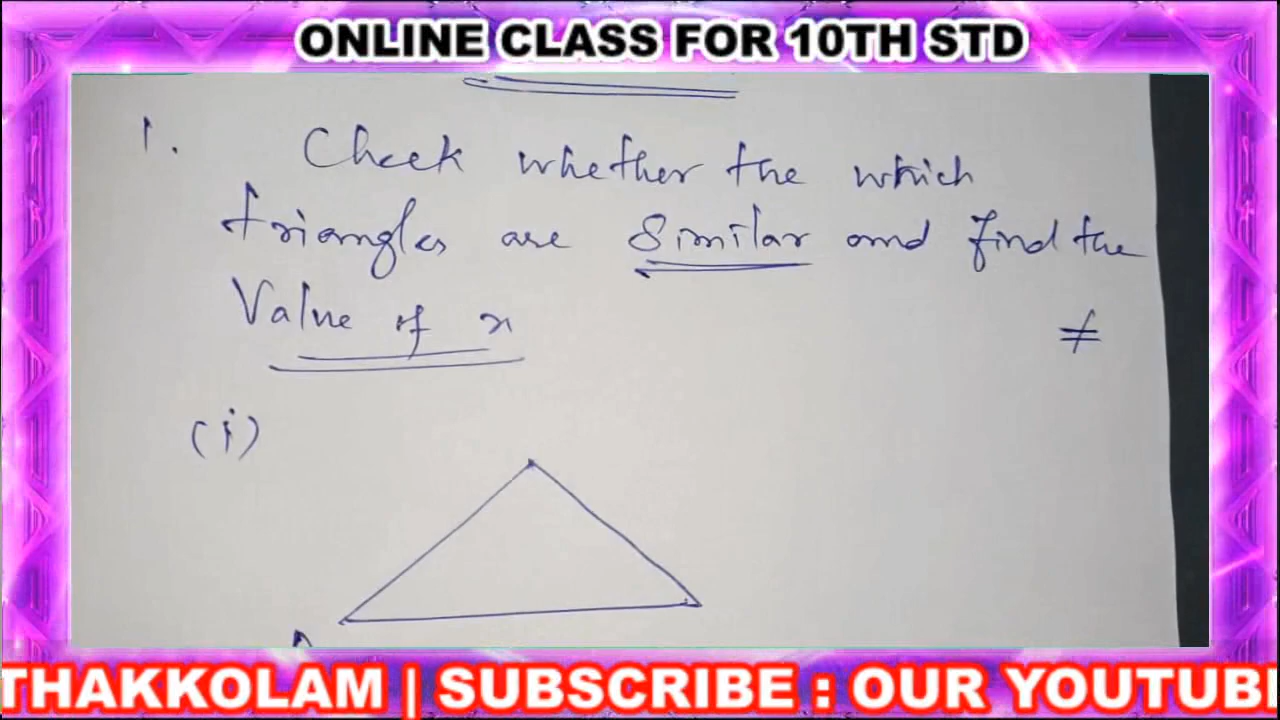 ONLINE CLASS FOR 10TH STD
1. Check whether the which
triangles are Similar and find the
Value of x
≠
(i)
A
THAKKOLAM | SUBSCRIBE : OUR YOUTUB